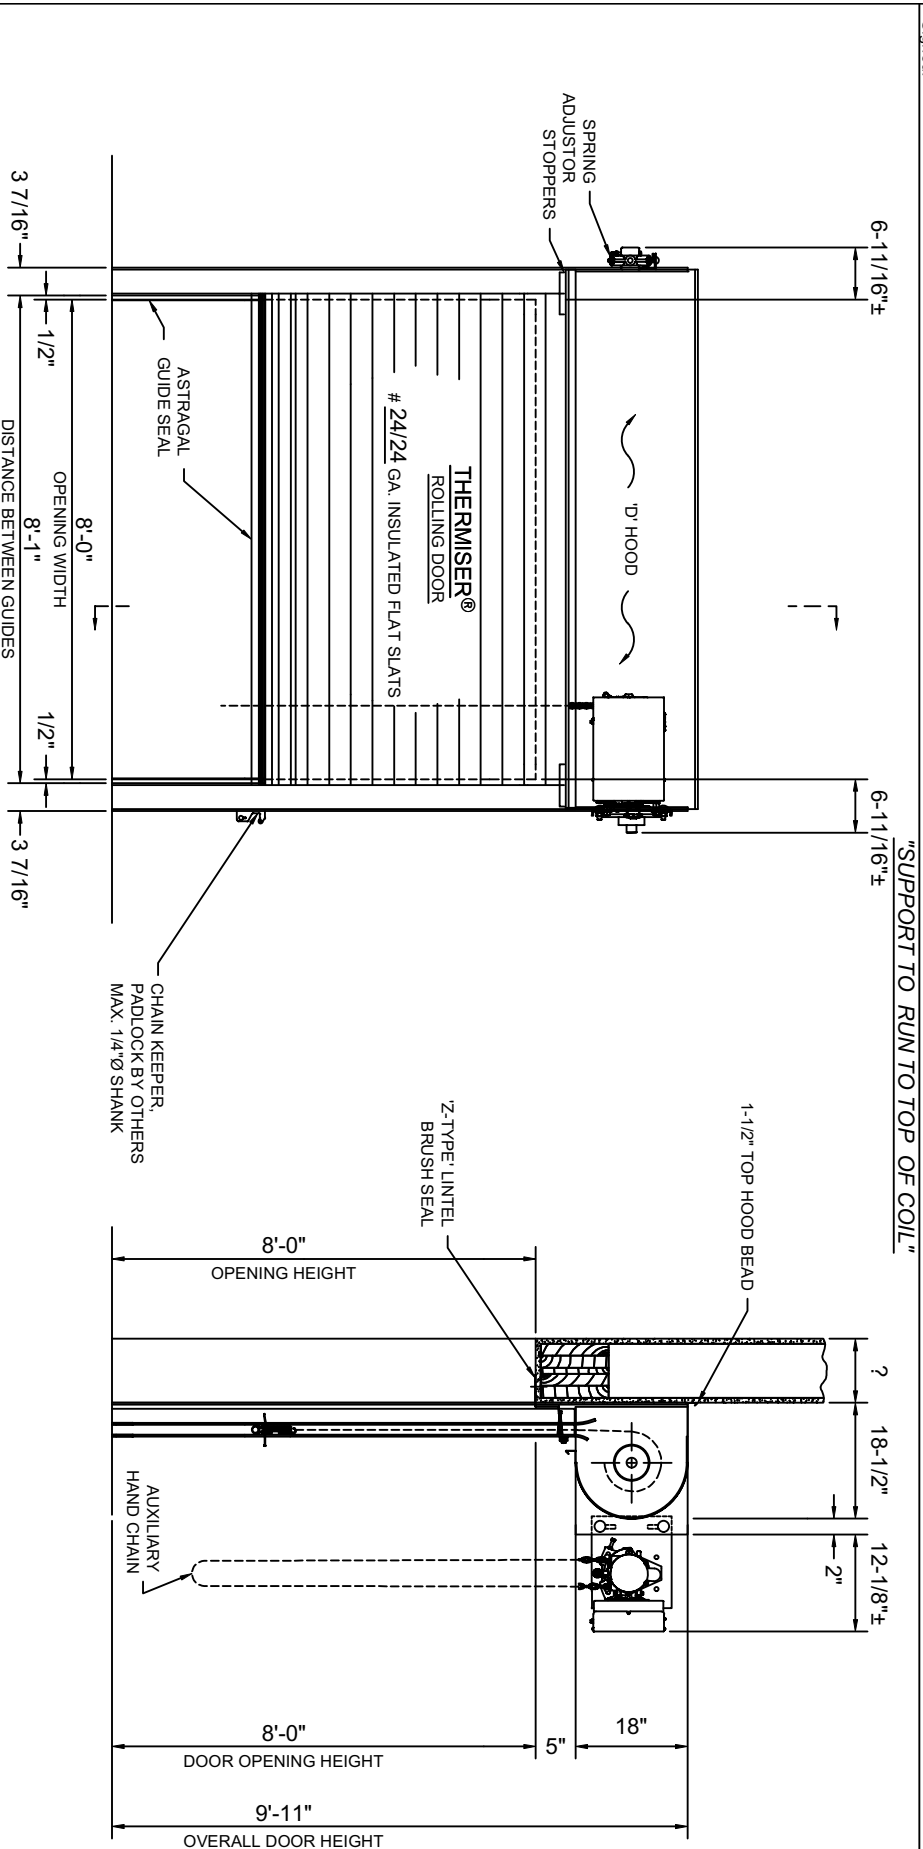 "SUPPORT TO RUN TO TOP OF COIL"
6-11/16"±
6-11/16"±
SPRING
ADJUSTOR
STOPPERS
'D' HOOD
THERMISER®
ROLLING DOOR
# 24/24 GA. INSULATED FLAT SLATS
ASTRAGAL
GUIDE SEAL
CHAIN KEEPER,
PADLOCK BY OTHERS
MAX. 1/4"Ø SHANK
3 7/16"
1/2"
8'-0"
OPENING WIDTH
1/2"
3 7/16"
8'-1"
DISTANCE BETWEEN GUIDES
?
18-1/2"
2"
12-1/8"±
1-1/2" TOP HOOD BEAD
'Z-TYPE' LINTEL
BRUSH SEAL
1
AUXILIARY
HAND CHAIN
8'-0"
OPENING HEIGHT
18"
5"
8'-0"
DOOR OPENING HEIGHT
9'-11"
OVERALL DOOR HEIGHT